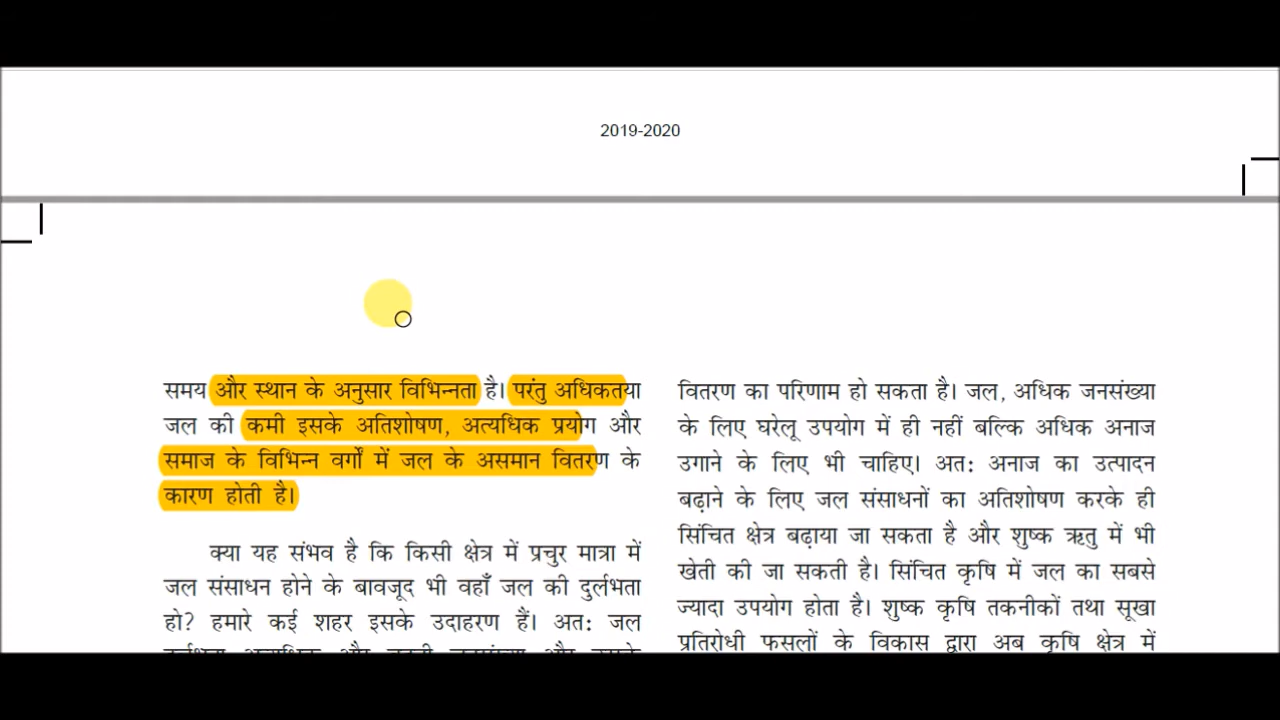 2019-2020
समय और स्थान के अनुसार विभिन्नता है। परंतु अधिकतया
जल की कमी इसके अतिशोषण, अत्यधिक प्रयोग और
समाज के विभिन्न वर्गों में जल के असमान वितरण के
कारण होती है।
क्या यह संभव है कि किसी क्षेत्र में प्रचुर मात्रा में
जल संसाधन होने के बावजूद भी वहाँ जल की दुर्लभता
हो? हमारे कई शहर इसके उदाहरण हैं। अत: जल
वितरण का परिणाम हो सकता है। जल, अधिक जनसंख्या
के लिए घरेलू उपयोग में ही नहीं बल्कि अधिक अनाज
उगाने के लिए भी चाहिए। अत: अनाज का उत्पादन
बढ़ाने के लिए जल संसाधनों का अतिशोषण करके ही
सिंचित क्षेत्र बढ़ाया जा सकता है और शुष्क ऋतु में भी
खेती की जा सकती है। सिंचित कृषि में जल का सबसे
ज्यादा उपयोग होता है। शुष्क कृषि तकनीकों तथा सूखा
प्रतिरोधी फसलों के विकास द्वारा अब कृषि क्षेत्र में